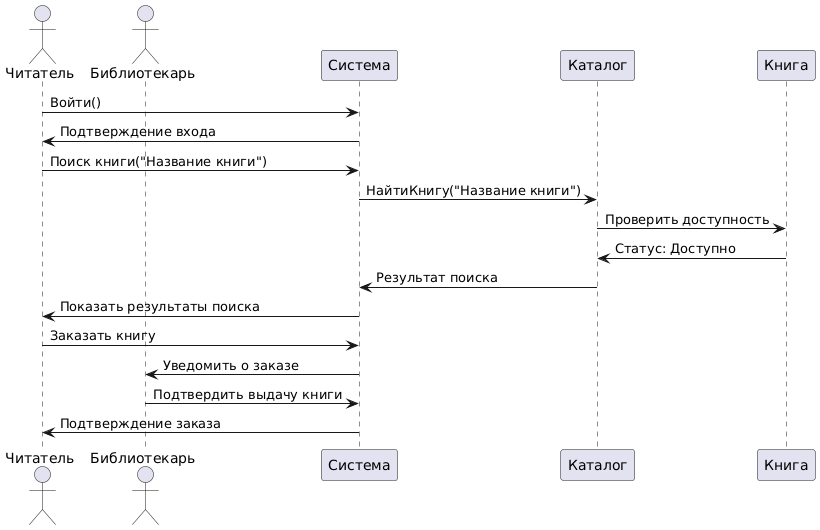 Читатель
Библиотекарь
Система
Каталог
Книга
Войти()
Подтверждение входа
Поиск книги("Название книги")
НайтиКнигу("Название книги")
Проверить доступность
Статус: Доступно
Результат поиска
Показать результаты поиска
Заказать книгу
Уведомить о заказе
Подтвердить выдачу книги
Подтверждение заказа
Читатель
Библиотекарь
Система
Каталог
Книга